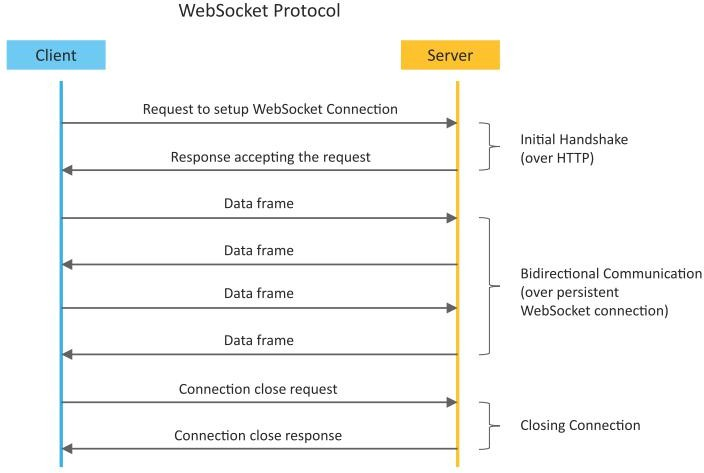 WebSocket Protocol
Client
Server
Request to setup WebSocket Connection
Response accepting the request
Initial Handshake
(over HTTP)
Data frame
Data frame
Data frame
Data frame
Bidirectional Communication
(over persistent
WebSocket connection)
Connection close request
Connection close response
Closing Connection